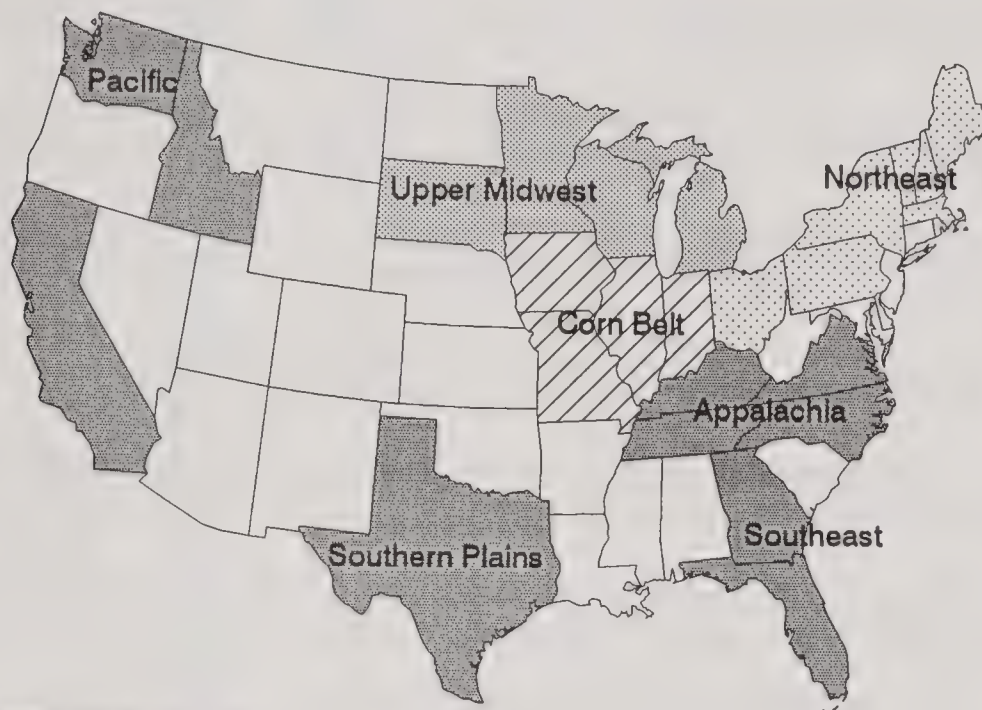 Pacific
Upper Midwest
Northeast
Corn Belt
Appalachia
Southeast
Southern Plains